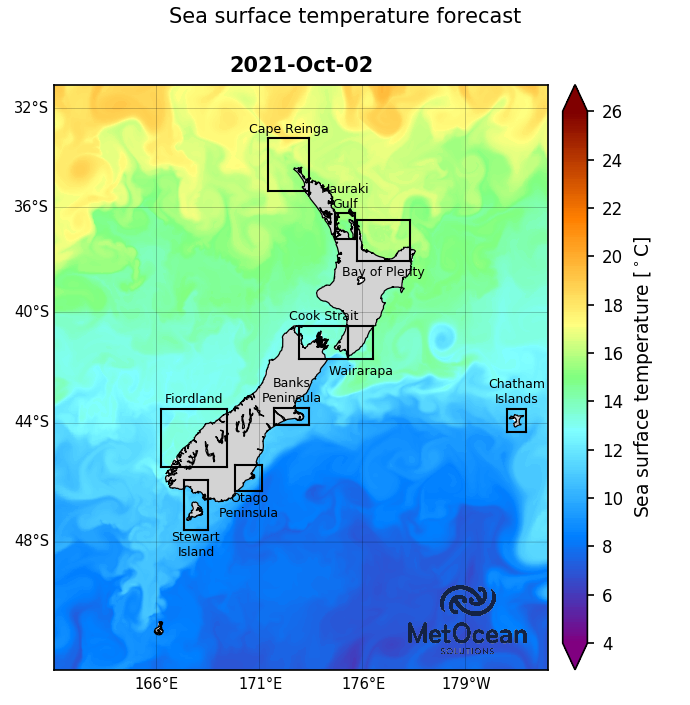 Sea surface temperature forecast
2021-Oct-02
32°S
36°S
40°S
44°S
48°S
166°E
171°E
176°E
179°W
Cape Reinga
Hauraki
Gulf
Bay of Plenty
Cook Strait
Wairarapa
Banks
Peninsula
Fiordland
Chatham
Islands
Otago
Peninsula
Stewart
Island
MetOcean
SOLUTIONS
26
24
22
20
18
16
14
12
10
8
6
4
Sea surface temperature [°C]